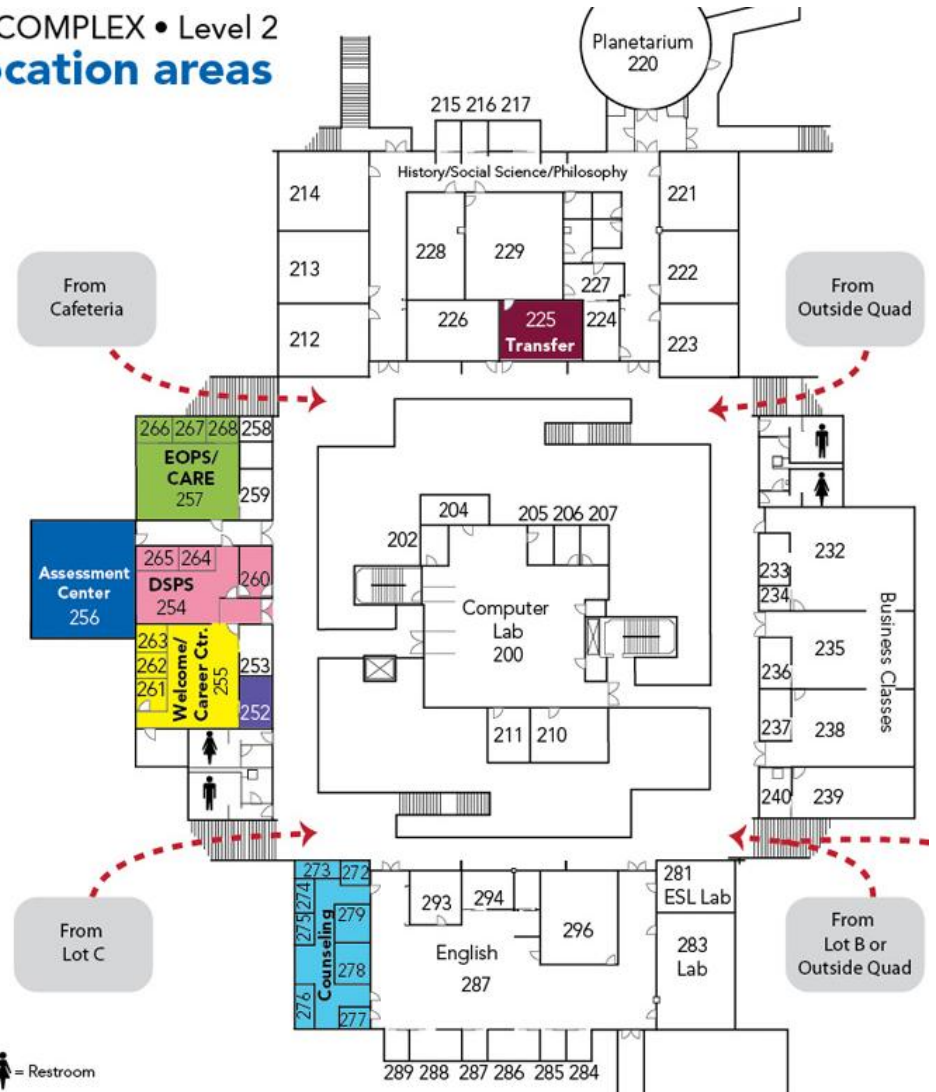 COMPLEX • Level 2
cation areas
Planetarium
220
215 216 217
History/Social Science/Philosophy
214
221
228
229
213
222
227
From
Cafeteria
From
Outside Quad
226
225
224
Transfer
212
223
266 267 268 258
EOPS/
CARE
257
259
204
205 206 207
202
232
265 264
233
Assessment
Center
256
DSPS
254
260
234
Computer
Lab
200
Business Classes
263
262
261
Welcome/
Career Ctr.
255
253
235
236
252
211
210
237
238
240
239
273
272
281
ESL Lab
274
275
279
293
294
296
From
Lot C
Counseling
English
287
283
Lab
From
Lot B or
Outside Quad
278
276
277
289 288 287 286 285 284
= Restroom